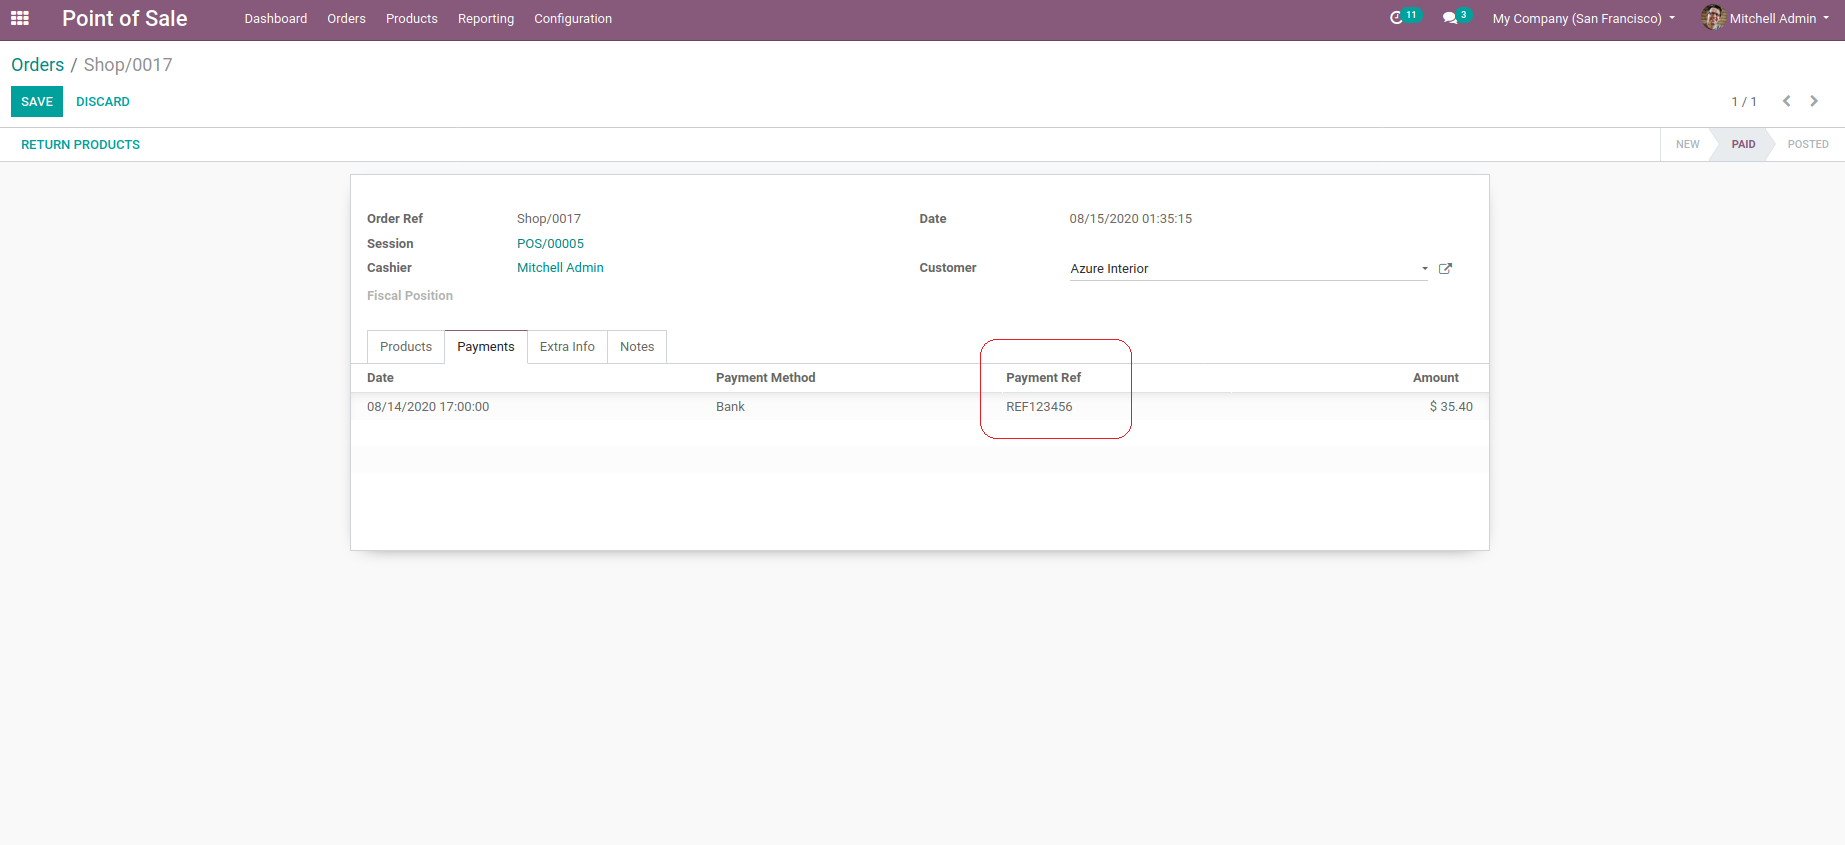 Point of Sale Dashboard Orders Products Reporting Configuration 11 3 My Company (San Francisco) Mitchell Admin
Orders / Shop/0017
SAVE DISCARD 1 / 1
RETURN PRODUCTS NEW PAID POSTED
Order Ref Shop/0017 Date 08/15/2020 01:35:15
Session POS/00005
Cashier Mitchell Admin Customer Azure Interior
Fiscal Position
Products Payments Extra Info Notes
Date Payment Method Payment Ref Amount
08/14/2020 17:00:00 Bank REF123456 $ 35.40